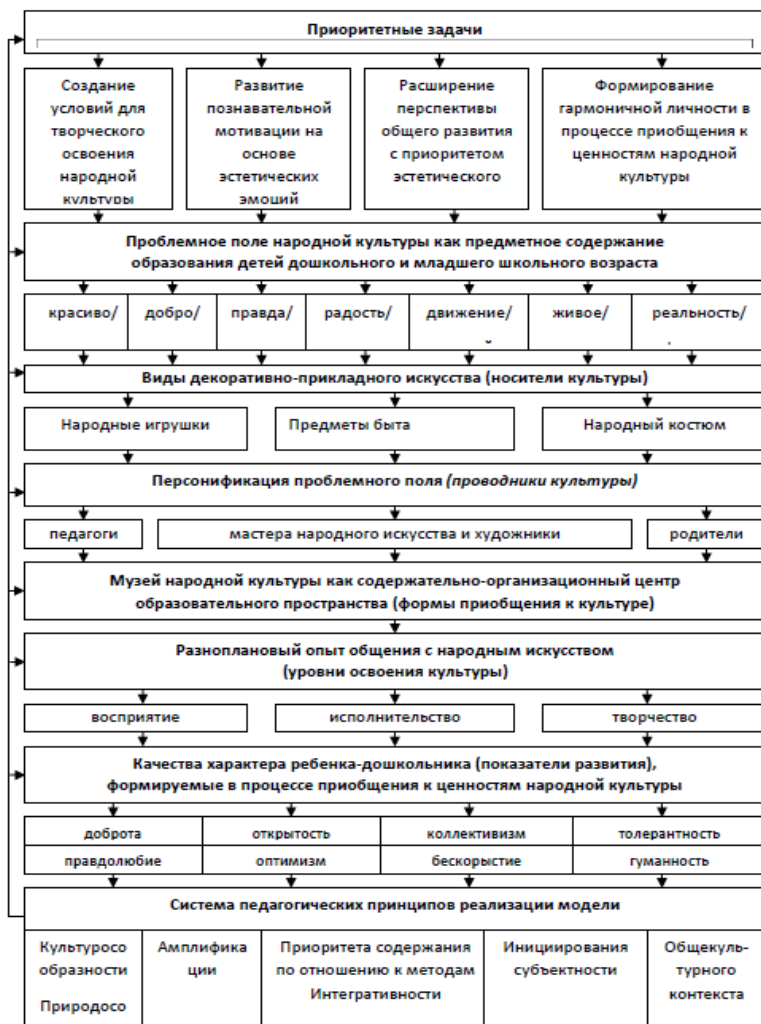 Приоритетные задачи
Создание
условий для
творческого
освоения
народной
культуры
Развитие
познавательной
мотивации на
основе
эстетических
эмоций
Расширение
перспективы
общего развития
с приоритетом
эстетического
Формирование
гармоничной личности в
процессе приобщения к
ценностям народной
культуры
Проблемное поле народной культуры как предметное содержание
образования детей дошкольного и младшего школьного возраста
красиво/
добро/
правда/
радость/
движение/
живое/
реальность/
Виды декоративно-прикладного искусства (носители культуры)
Народные игрушки
Предметы быта
Народный костюм
Персонификация проблемного поля (проводники культуры)
педагоги
мастера народного искусства и художники
родители
Музей народной культуры как содержательно-организационный центр
образовательного пространства (формы приобщения к культуре)
Разноплановый опыт общения с народным искусством
(уровни освоения культуры)
восприятие
исполнительство
творчество
Качества характера ребенка-дошкольника (показатели развития),
формируемые в процессе приобщения к ценностям народной культуры
доброта
открытость
коллективизм
толерантность
правдолюбие
оптимизм
бескорыстие
гуманность
Система педагогических принципов реализации модели
Культуросо
образности
Природосо
Амплифика
ции
Приоритета содержания
по отношению к методам
Интегративности
Инициирования
субъектности
Общекуль-
турного
контекста